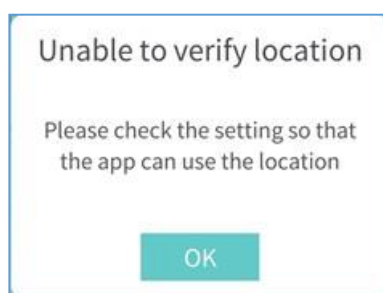 Unable to verify location
Please check the setting so that
the app can use the location
OK